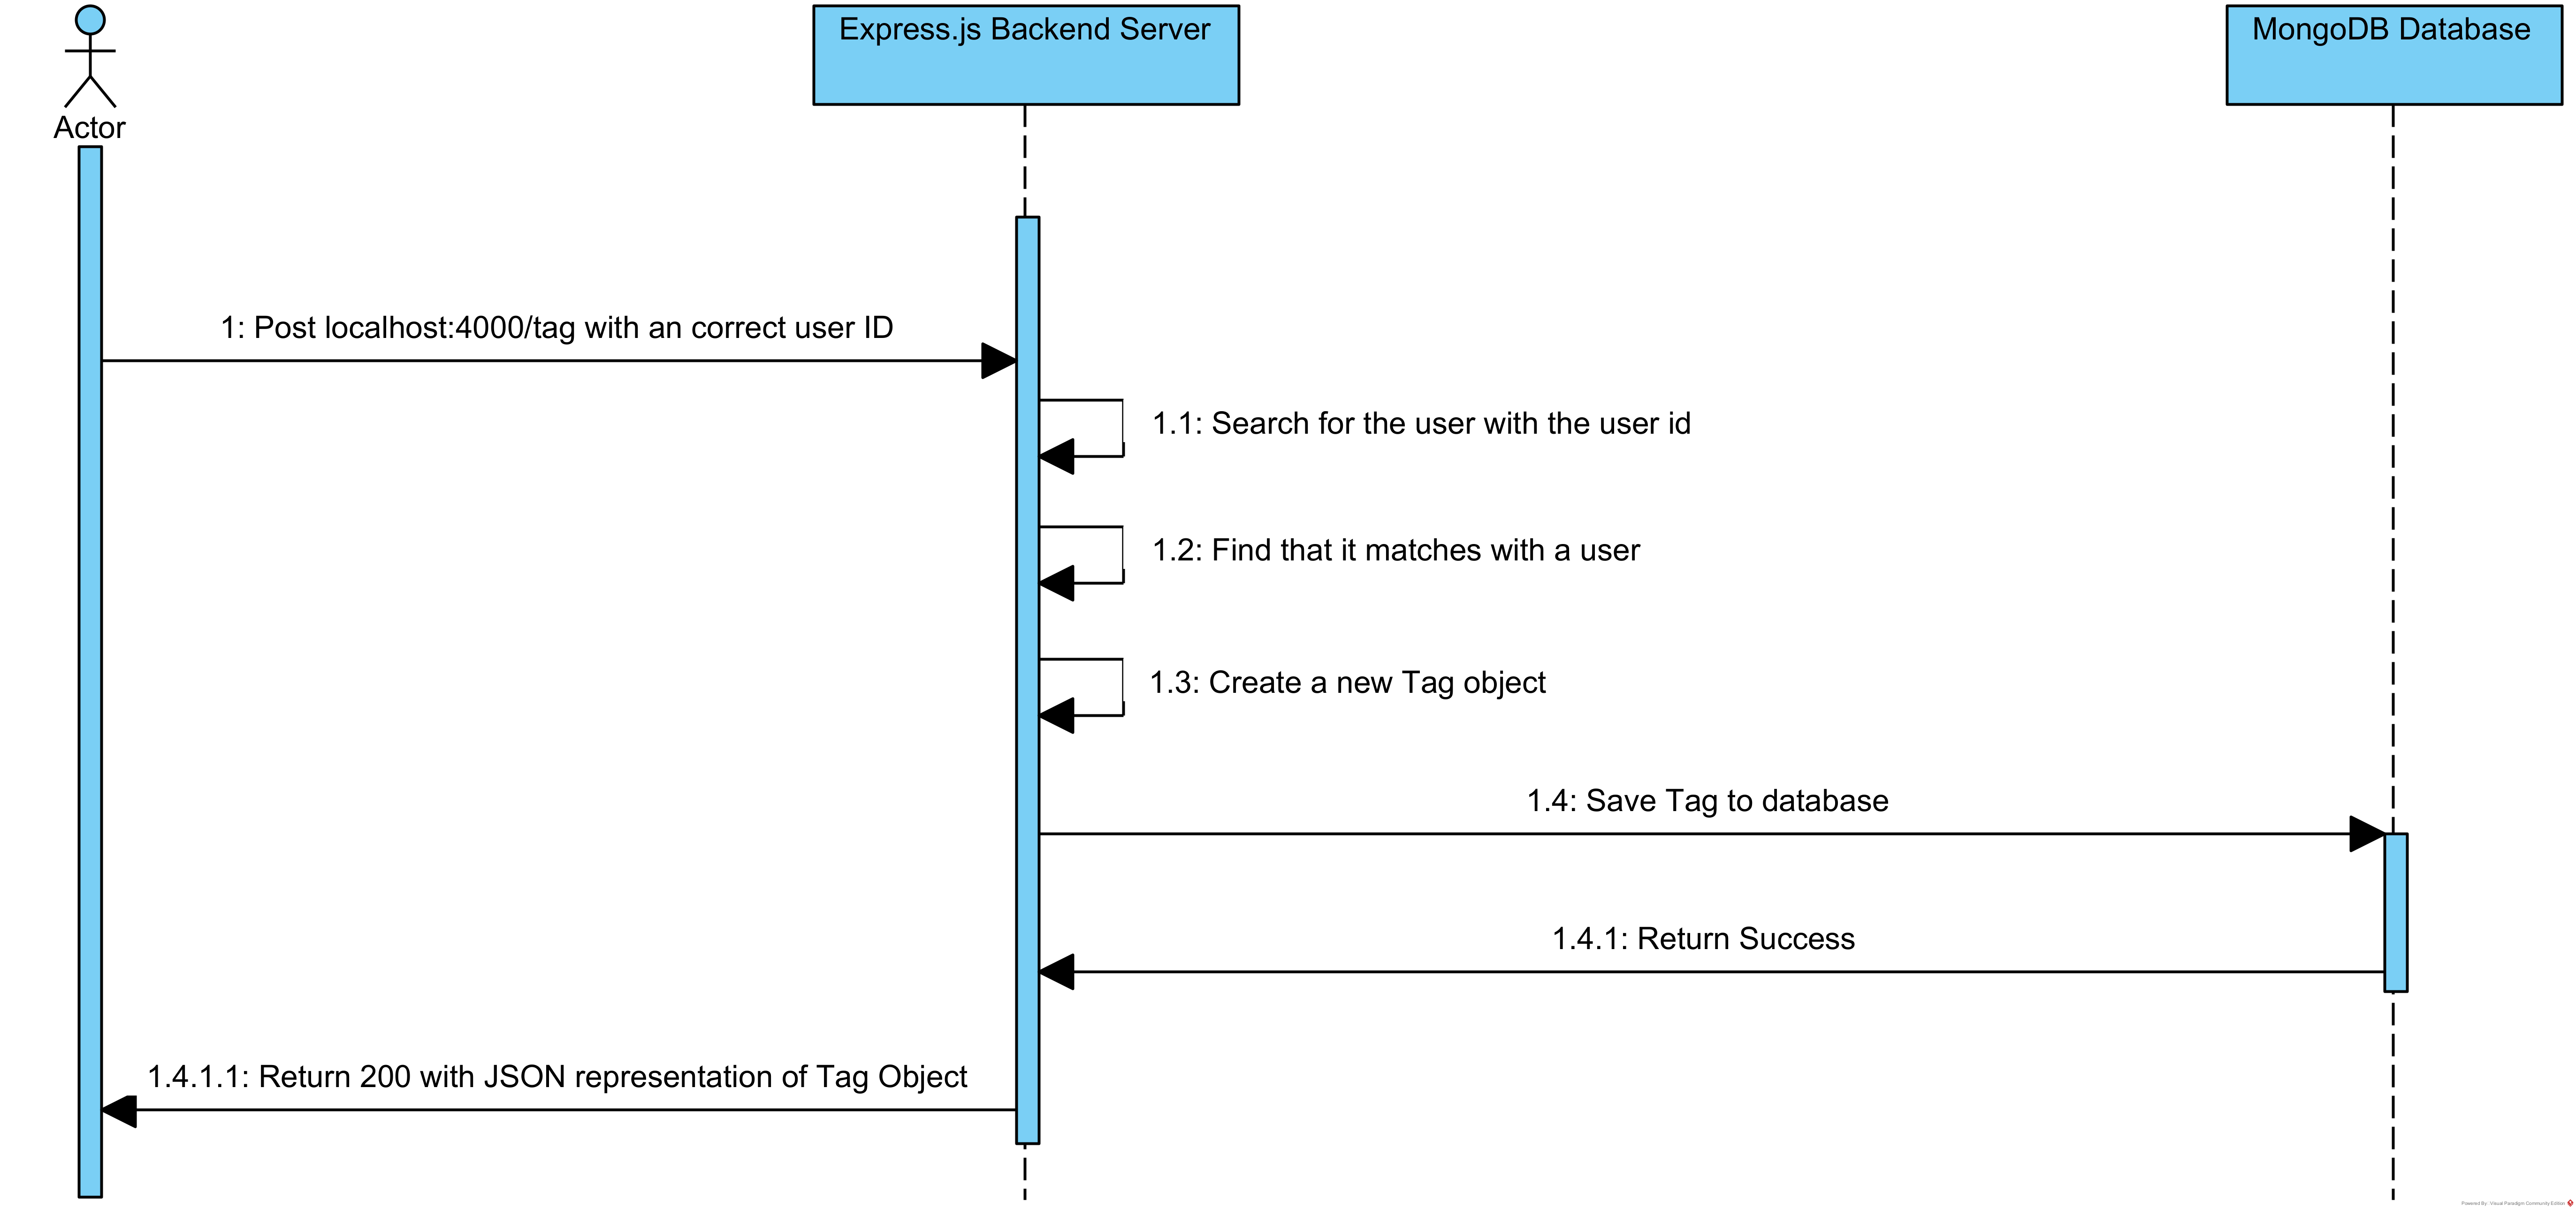 Express.js Backend Server
MongoDB Database
Actor
1: Post localhost:4000/tag with an correct user ID
1.1: Search for the user with the user id
1.2: Find that it matches with a user
1.3: Create a new Tag object
1.4: Save Tag to database
1.4.1: Return Success
1.4.1.1: Return 200 with JSON representation of Tag Object
Powered By: Visual Paradigm Community Edition